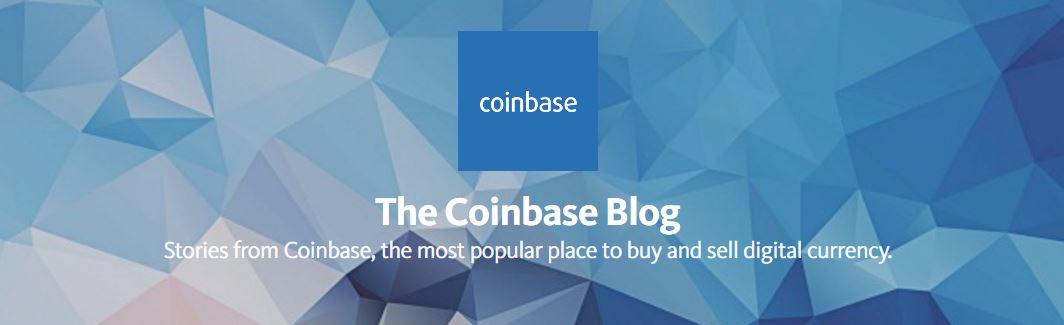 coinbase
The Coinbase Blog
Stories from Coinbase, the most popular place to buy and sell digital currency.